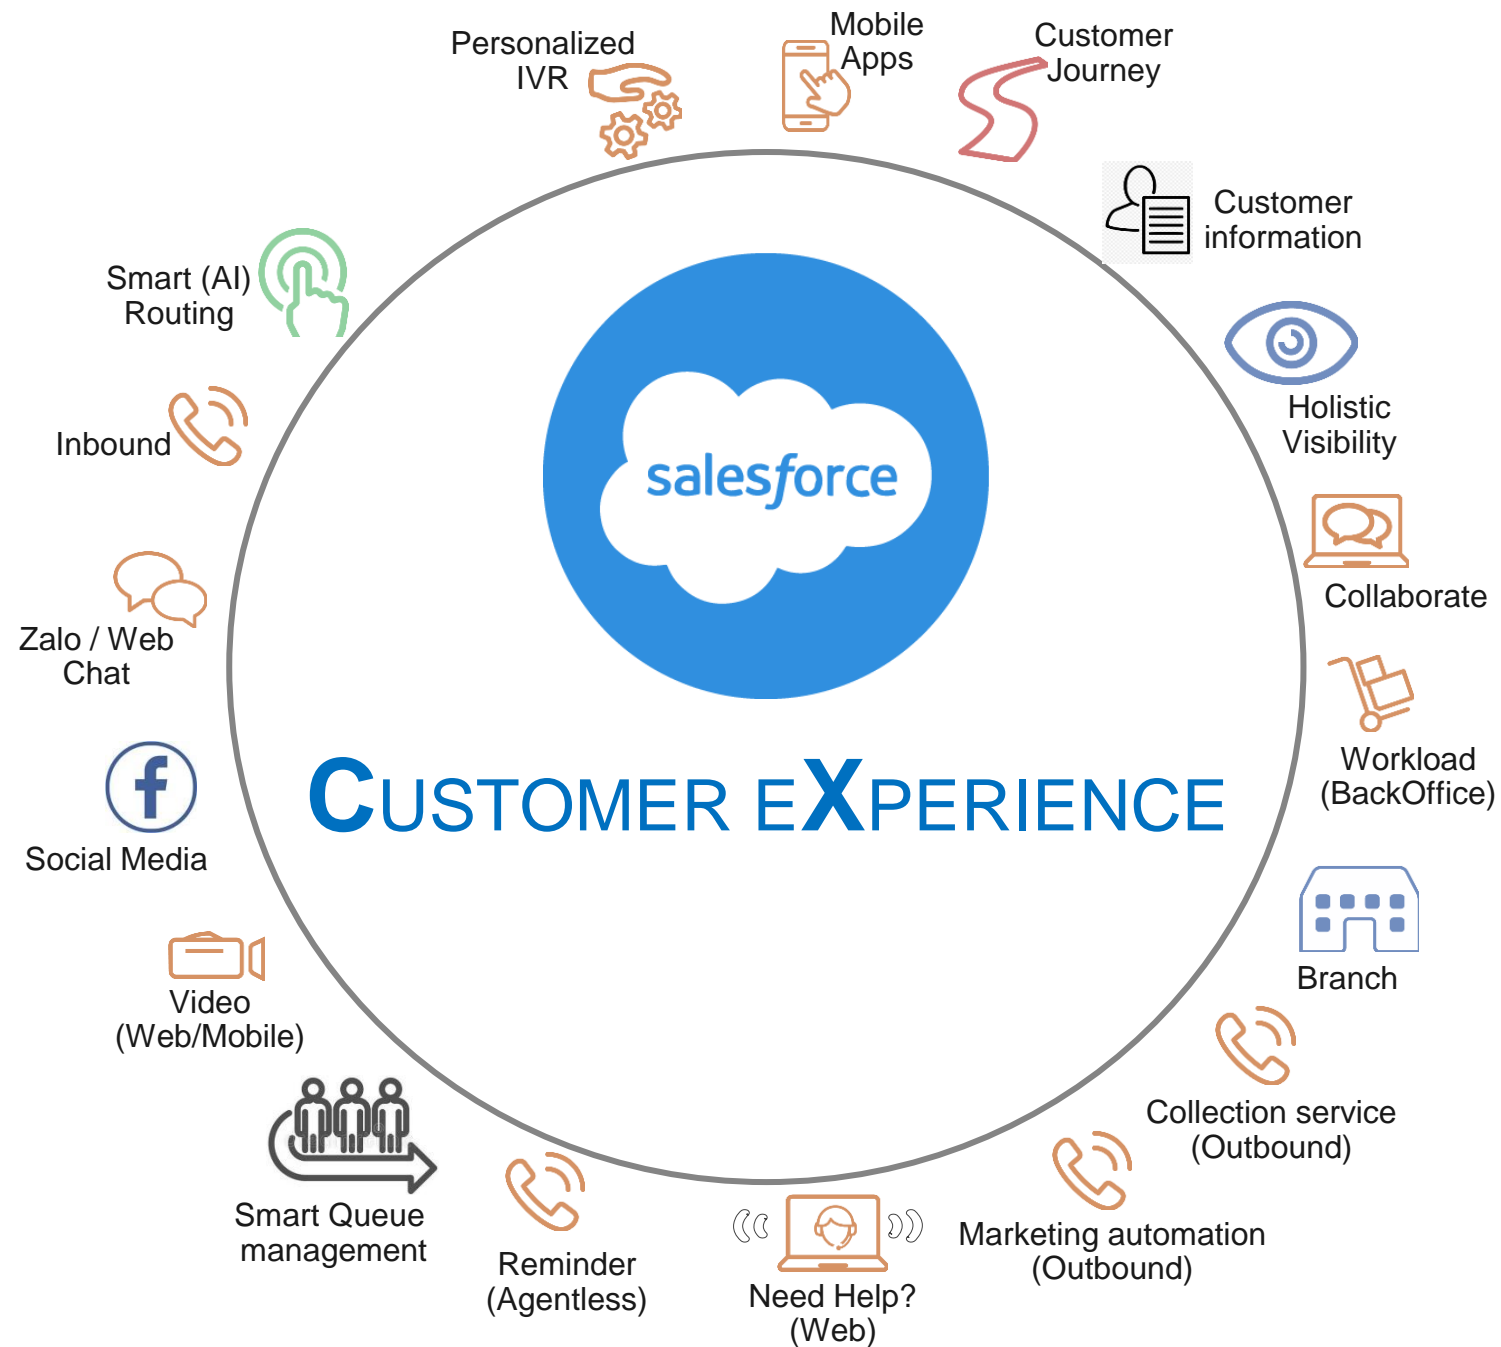 Personalized
IVR
Mobile
Apps
Customer
Journey
Customer
information
Smart (AI)
Routing
Holistic
Visibility
Inbound
salesforce
Collaborate
Zalo / Web
Chat
Workload
(BackOffice)
CUSTOMER EXPERIENCE
Social Media
Branch
Video
(Web/Mobile)
Collection service
(Outbound)
Smart Queue
management
Marketing automation
(Outbound)
Reminder
(Agentless)
Need Help?
(Web)